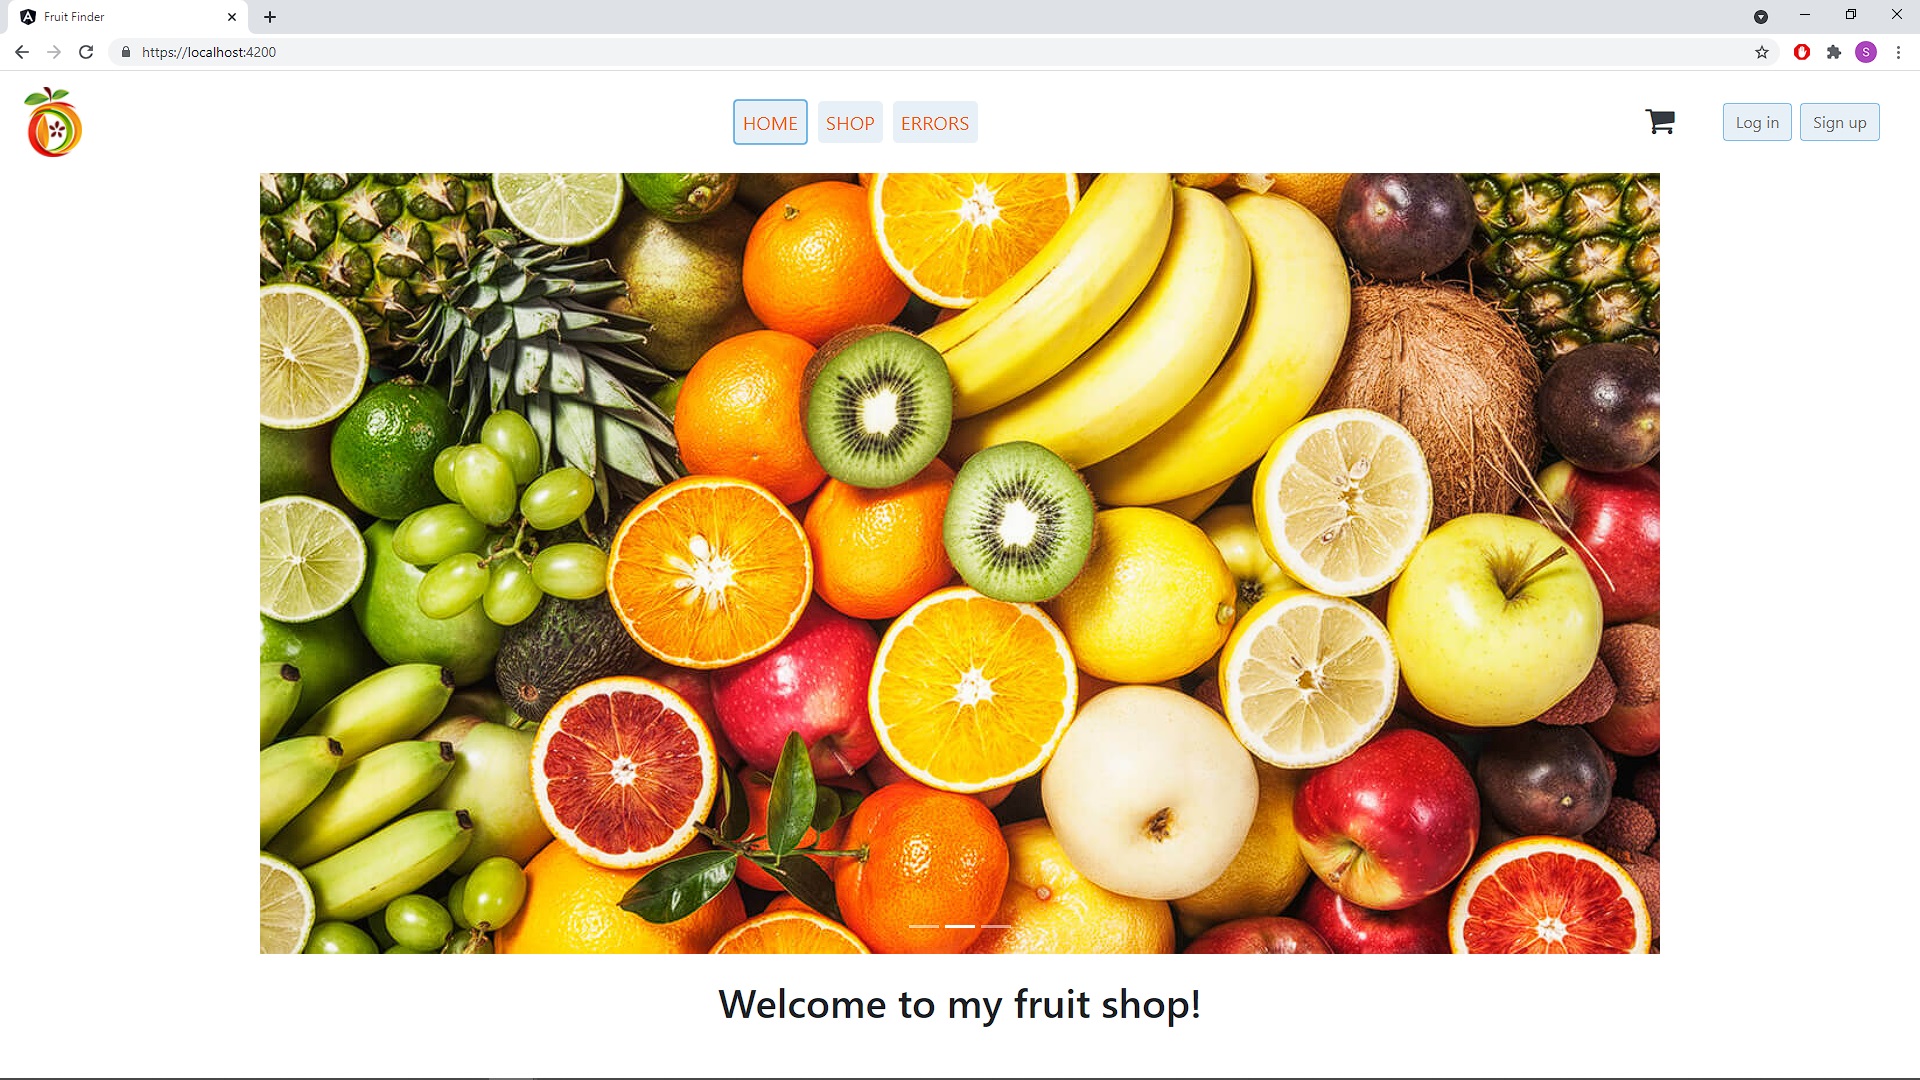 Fruit Finder
https://localhost:4200
S
HOME SHOP ERRORS
Log in Sign up
Welcome to my fruit shop!